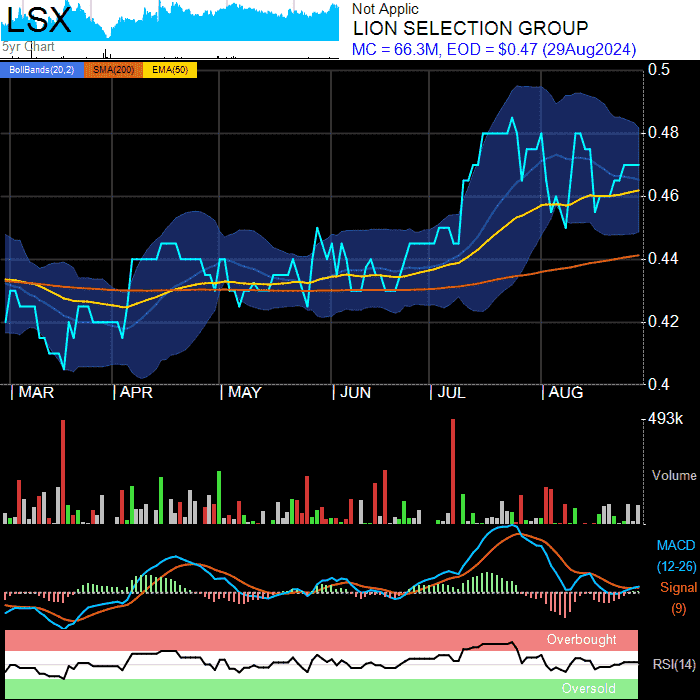 LSX
5yr Chart
Not Applic
LION SELECTION GROUP
MC = 66.3M, EOD = $0.47 (29Aug2024)
BollBands(20,2) SMA(200) EMA(50)
0.5
0.48
0.46
0.44
0.42
0.4
MAR APR MAY JUN JUL AUG
493k
Volume
MACD
(12-26)
Signal
(9)
Overbought
RSI(14)
Oversold